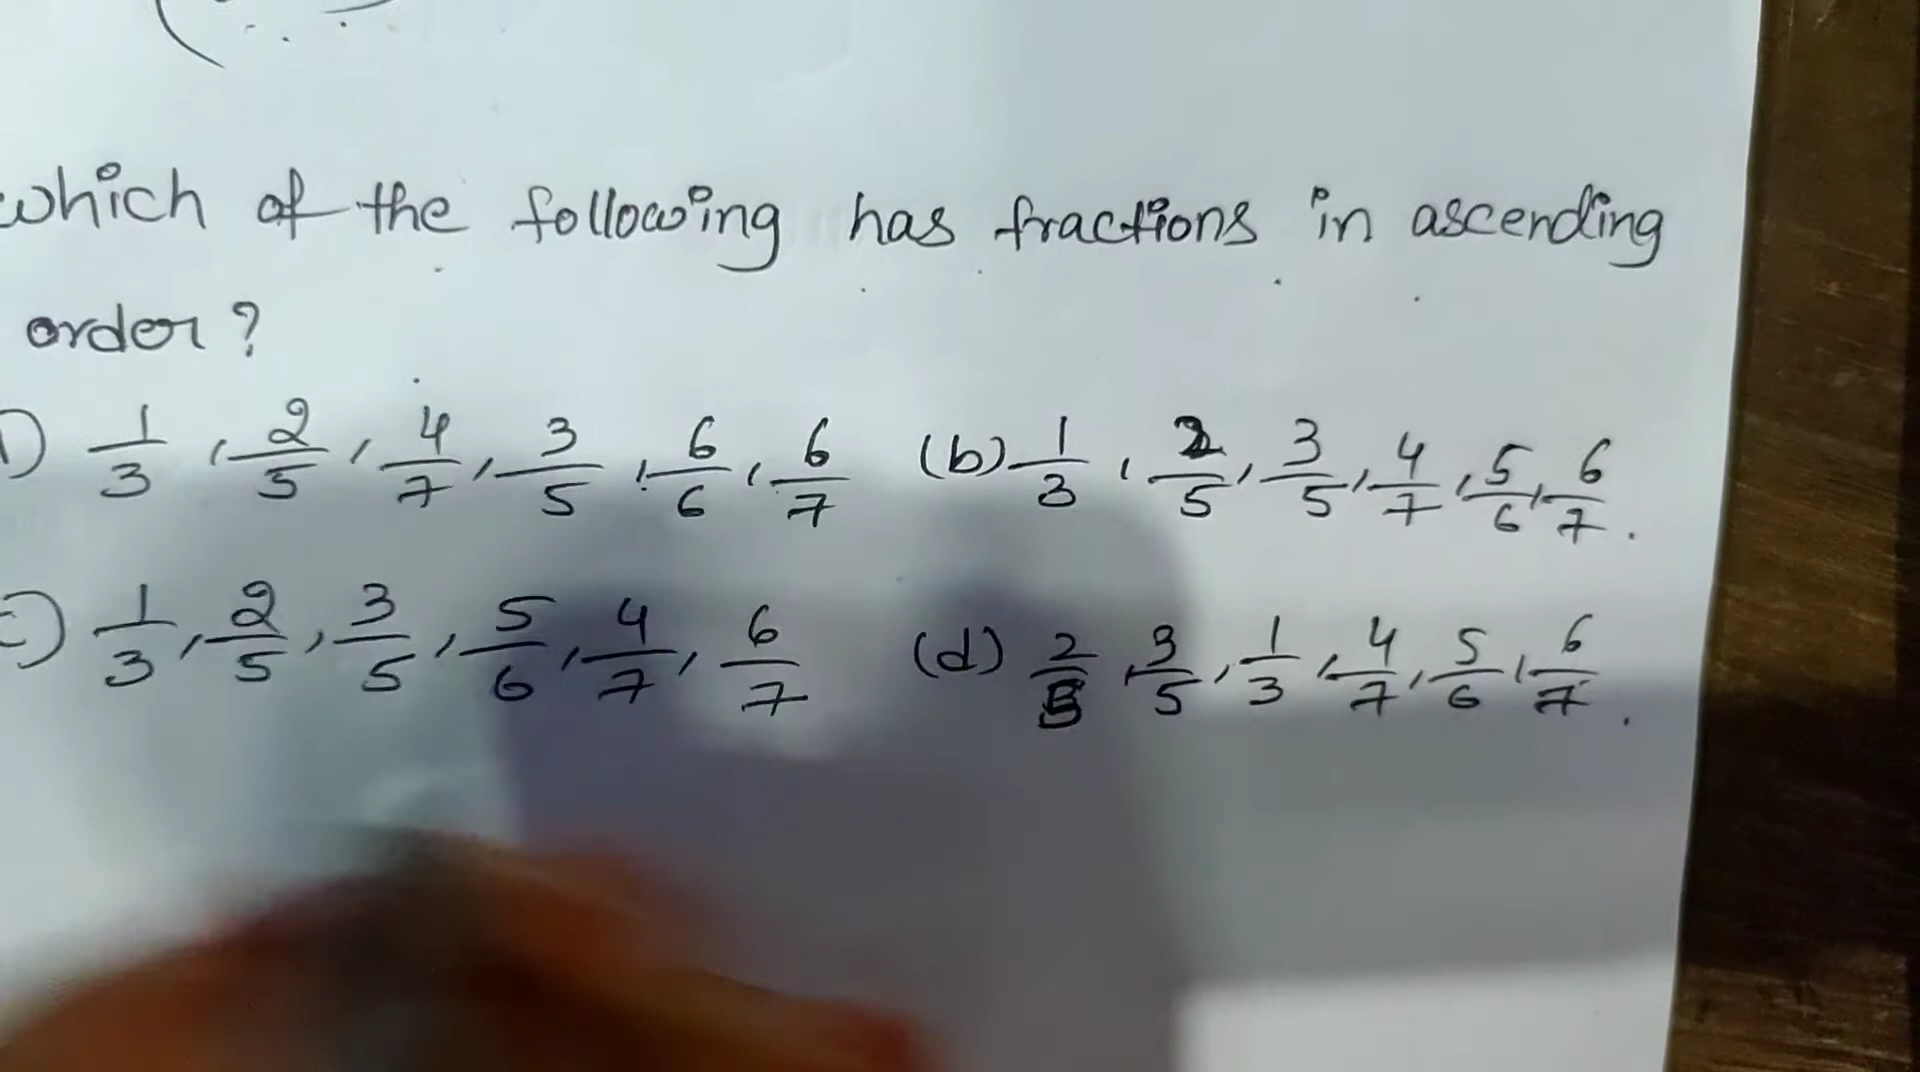 which of the following has fractions in ascending
order?
) 1/3, 2/5, 4/7, 3/5, 6/6, 6/7 (b) 1/3, 2/5, 3/5, 4/7, 5/6, 6/7.
) 1/3, 2/5, 3/5, 5/6, 4/7, 6/7 (d) 2/5, 3/5, 1/3, 4/7, 5/6, 6/7.